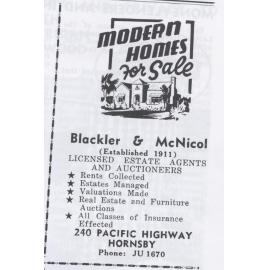 MODERN
HOMES
For Sale
Blackler & McNicol
(Established 1911)
LICENSED ESTATE AGENTS
AND AUCTIONEERS
★ Rents Collected
★ Estates Managed
★ Valuations Made
★ Real Estate and Furniture
Auctions
★ All Classes of Insurance
Effected
240 PACIFIC HIGHWAY
HORNSBY
Phone: JU 1670